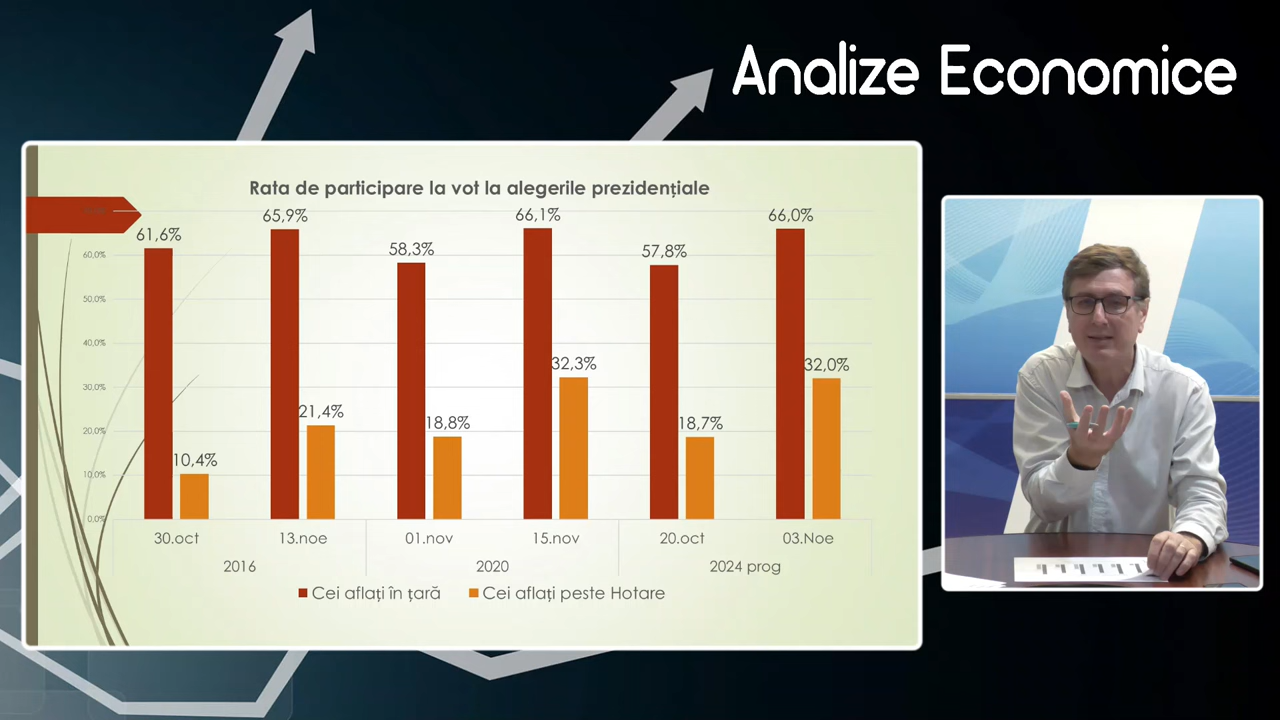 Analize Economice
Rata de participare la vot la alegerile prezidențiale
61,6% 65,9% 58,3% 66,1% 57,8% 66,0%
10,4% 21,4% 18,8% 32,3% 18,7% 32,0%
60,0%
50,0%
40,0%
30,0%
20,0%
10,0%
0,0%
30.oct 13.noe 01.nov 15.nov 20.oct 03.Noe
2016 2020 2024 prog
Cei aflați în țară Cei aflați peste Hotare